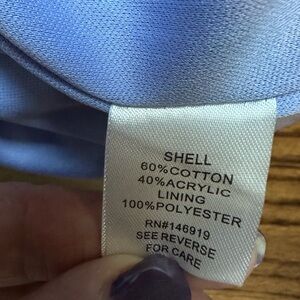 SHELL
60%COTTON
40%ACRYLIC
LINING
100%POLYESTER
RN#146919
SEE REVERSE
FOR CARE